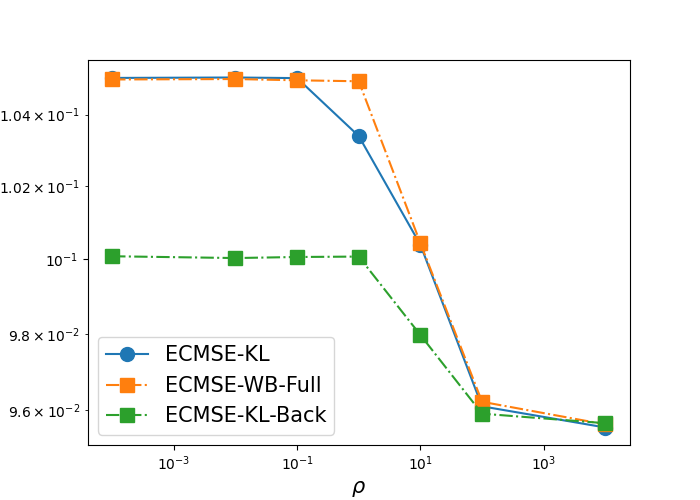 1.04 × 10⁻¹
1.02 × 10⁻¹
10⁻¹
9.8 × 10⁻²
9.6 × 10⁻²
ECMSE-KL
ECMSE-WB-Full
ECMSE-KL-Back
10⁻³ 10⁻¹ 10¹ 10³
ρ